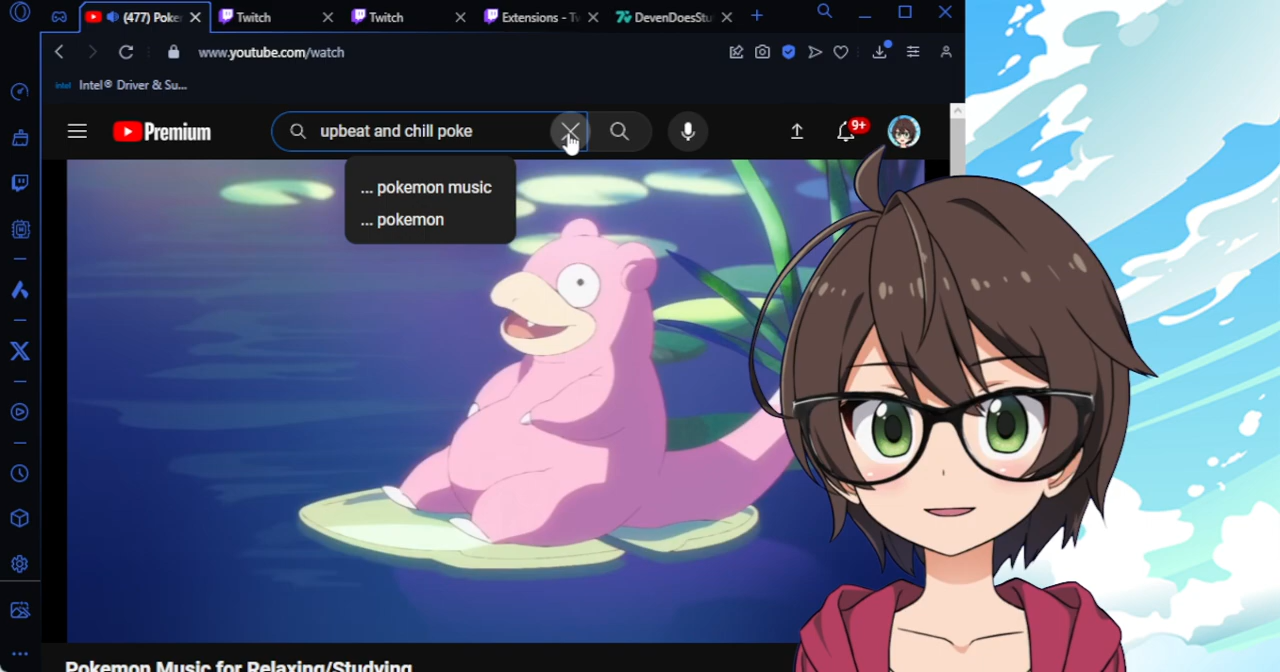 (477) Poke
Twitch
Twitch
Extensions - Tw
DevenDoesStu
www.youtube.com/watch
intel
Intel® Driver & Su...
Premium
upbeat and chill poke
9+
... pokemon music
... pokemon
Pokemon Music for Relaxing/Studying